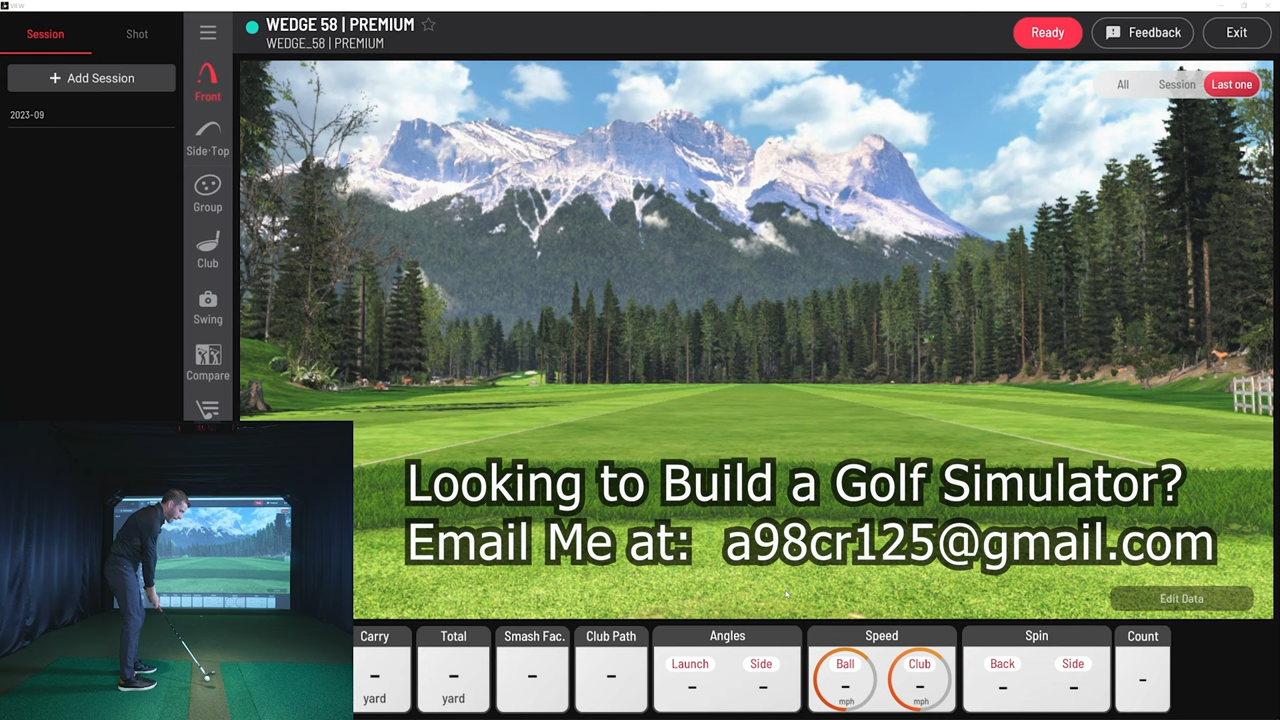 VIEW
Session
Shot
+ Add Session
2023-09
Front
Side-Top
Group
Club
Swing
Compare
WEDGE 58 | PREMIUM
WEDGE_58 | PREMIUM
Ready
Feedback
Exit
All
Session
Last one
Looking to Build a Golf Simulator?
Email Me at: a98cr125@gmail.com
Edit Data
Carry
-
yard
Total
-
yard
Smash Fac.
-
Club Path
-
Angles
Launch
Side
-
-
Speed
Ball
-
mph
Club
-
mph
Spin
Back
Side
-
-
Count
-